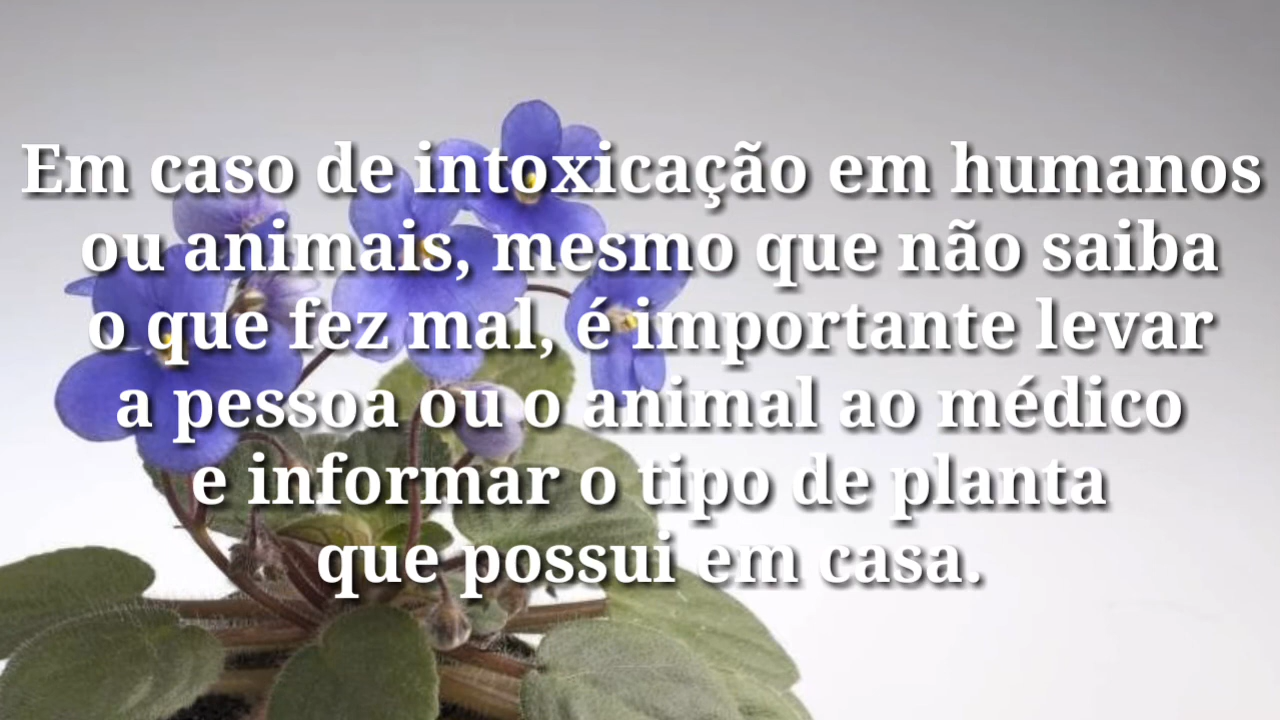 Em caso de intoxicação em humanos
ou animais, mesmo que não saiba
o que fez mal, é importante levar
a pessoa ou o animal ao médico
e informar o tipo de planta
que possui em casa.